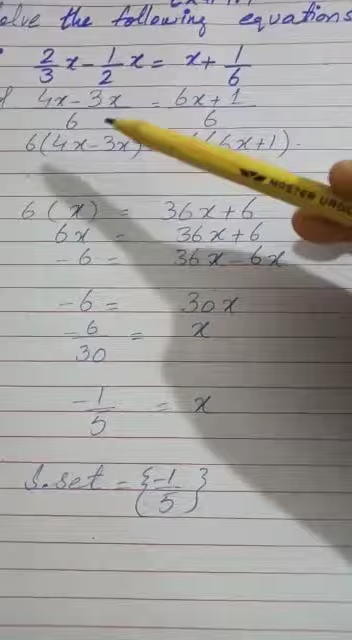 the following equations
2/3 x - 1/2 x = x + 1/6
4x - 3x / 6 = 6x + 1 / 6
6(4x - 3x) 6x + 1) .
6(x) = 36x + 6
6x = 36x + 6
-6 = 36x - 6x
-6 = 30x
-6/30 = x
-1/5 = x
S.set = {-1/5}